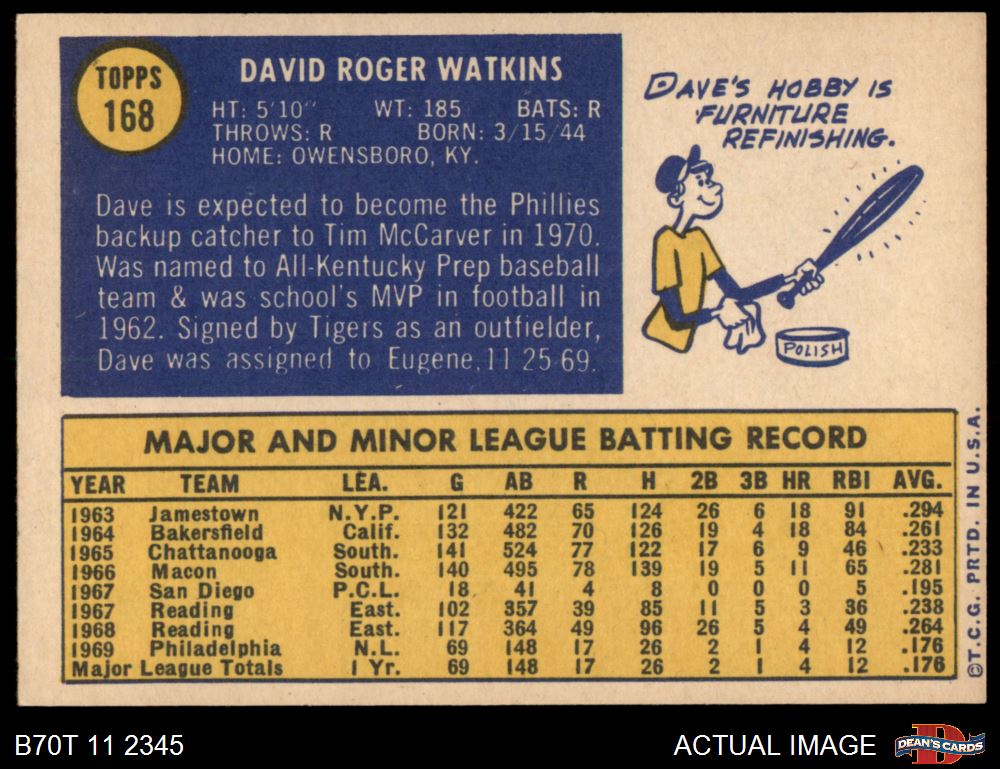 TOPPS
168
DAVID ROGER WATKINS
HT: 5'10" WT: 185 BATS: R
THROWS: R BORN: 3/15/44
HOME: OWENSBORO, KY.
Dave is expected to become the Phillies
backup catcher to Tim McCarver in 1970.
Was named to All-Kentucky Prep baseball
team & was school's MVP in football in
1962. Signed by Tigers as an outfielder,
Dave was assigned to Eugene, 11-25-69.
DAVE'S HOBBY IS
FURNITURE
REFINISHING.
POLISH
MAJOR AND MINOR LEAGUE BATTING RECORD
YEAR TEAM LEA. G AB R H 2B 3B HR RBI AVG.
1963 Jamestown N.Y.P. 121 422 65 124 26 6 18 91 .294
1964 Bakersfield Calif. 132 482 70 126 19 4 18 84 .261
1965 Chattanooga South. 141 524 77 122 17 6 9 46 .233
1966 Macon South. 140 495 78 139 19 5 11 65 .281
1967 San Diego P.C.L. 18 41 4 8 0 0 0 5 .195
1967 Reading East. 102 357 39 85 11 5 3 36 .238
1968 Reading East. 117 364 49 96 26 5 4 49 .264
1969 Philadelphia N.L. 69 148 17 26 2 1 4 12 .176
Major League Totals 1 Yr. 69 148 17 26 2 1 4 12 .176
©T.C.G. PRTD. IN U.S.A.
B70T 11 2345
ACTUAL IMAGE
D
DEAN'S CARDS